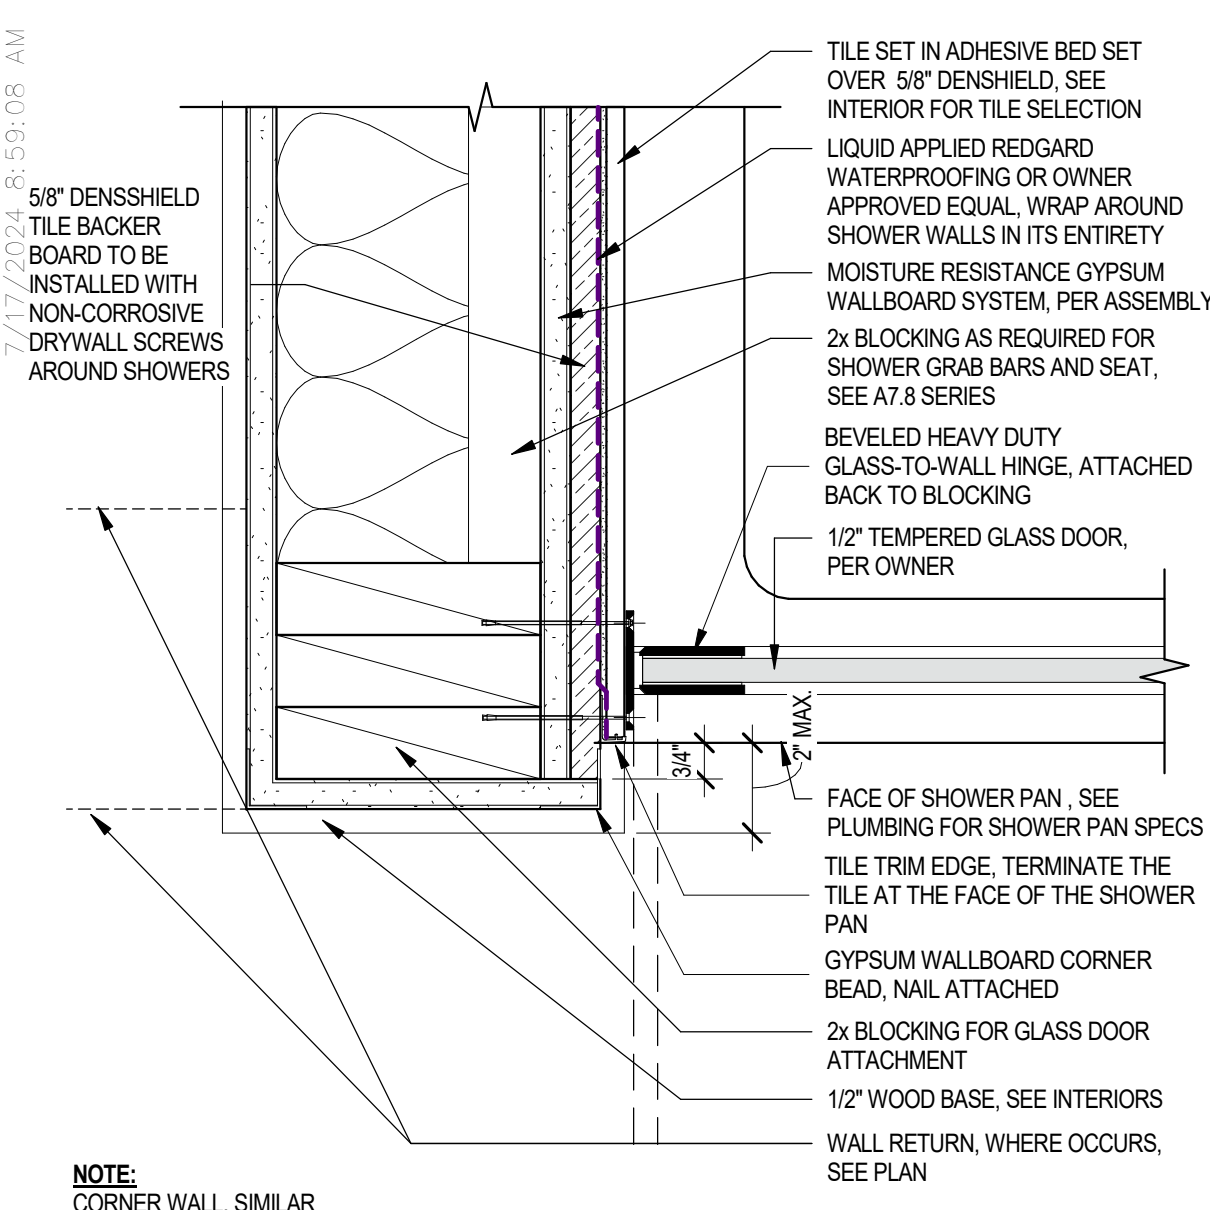 7/17/2024 8:59:08 AM
5/8" DENSSHIELD
TILE BACKER
BOARD TO BE
INSTALLED WITH
NON-CORROSIVE
DRYWALL SCREWS
AROUND SHOWERS
TILE SET IN ADHESIVE BED SET
OVER 5/8" DENSHIELD, SEE
INTERIOR FOR TILE SELECTION
LIQUID APPLIED REDGARD
WATERPROOFING OR OWNER
APPROVED EQUAL, WRAP AROUND
SHOWER WALLS IN ITS ENTIRETY
MOISTURE RESISTANCE GYPSUM
WALLBOARD SYSTEM, PER ASSEMBLY
2x BLOCKING AS REQUIRED FOR
SHOWER GRAB BARS AND SEAT,
SEE A7.8 SERIES
BEVELED HEAVY DUTY
GLASS-TO-WALL HINGE, ATTACHED
BACK TO BLOCKING
1/2" TEMPERED GLASS DOOR,
PER OWNER
3/4"
2" MAX.
FACE OF SHOWER PAN , SEE
PLUMBING FOR SHOWER PAN SPECS
TILE TRIM EDGE, TERMINATE THE
TILE AT THE FACE OF THE SHOWER
PAN
GYPSUM WALLBOARD CORNER
BEAD, NAIL ATTACHED
2x BLOCKING FOR GLASS DOOR
ATTACHMENT
1/2" WOOD BASE, SEE INTERIORS
WALL RETURN, WHERE OCCURS,
SEE PLAN
NOTE:
CORNER WALL, SIMILAR